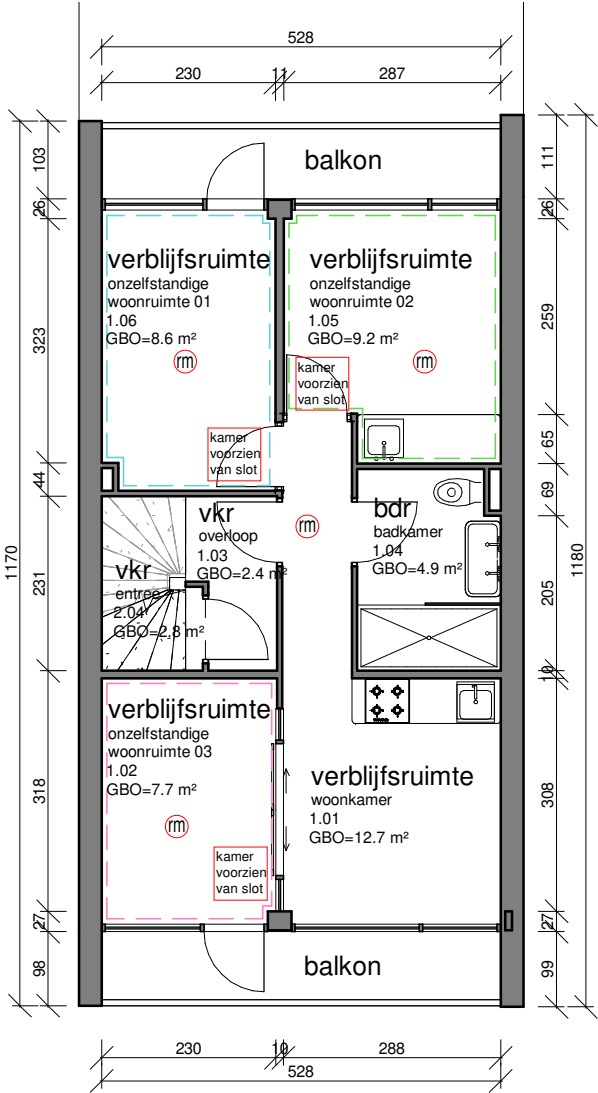 528
230 11 287
103
111
balkon
26
26
verblijfsruimte
onzelfstandige
woonruimte 01
1.06
GBO=8.6 m²
rm
verblijfsruimte
onzelfstandige
woonruimte 02
1.05
GBO=9.2 m²
rm
323
259
kamer
voorzien
van slot
kamer
voorzien
van slot
65
44
69
vkr
overloop
1.03
GBO=2.4 m²
rm
bdr
badkamer
1.04
GBO=4.9 m²
vkr
entree
2.04
GBO=2.8 m²
1170
231
205
1180
10
verblijfsruimte
onzelfstandige
woonruimte 03
1.02
GBO=7.7 m²
rm
kamer
voorzien
van slot
verblijfsruimte
woonkamer
1.01
GBO=12.7 m²
318
308
27
27
balkon
98
99
230 10 288
528